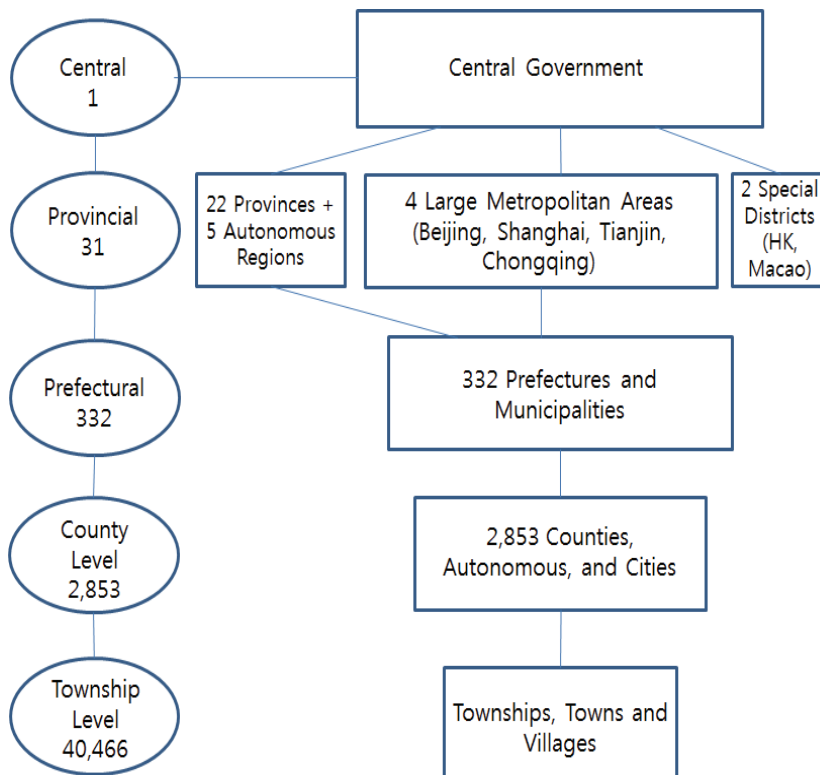 Central
1
Central Government
Provincial
31
22 Provinces +
5 Autonomous
Regions
4 Large Metropolitan Areas
(Beijing, Shanghai, Tianjin,
Chongqing)
2 Special
Districts
(HK,
Macao)
Prefectural
332
332 Prefectures and
Municipalities
County
Level
2,853
2,853 Counties,
Autonomous, and Cities
Township
Level
40,466
Townships, Towns and
Villages